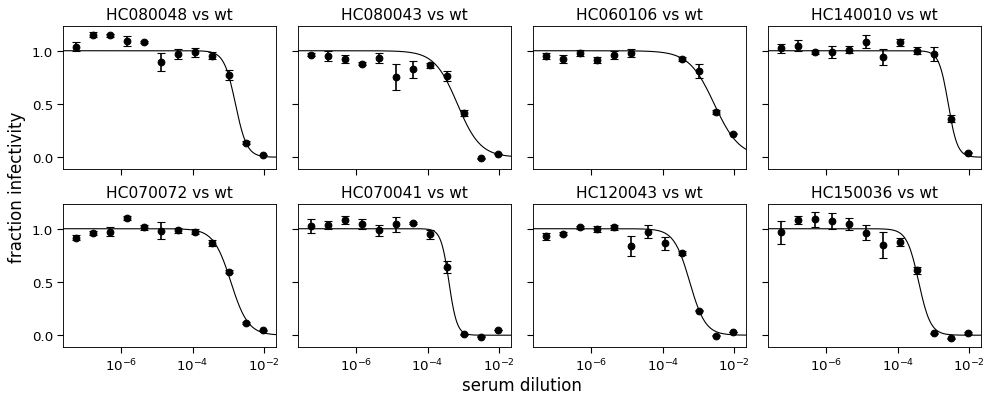 HC080048 vs wt
HC080043 vs wt
HC060106 vs wt
HC140010 vs wt
1.0
0.5
0.0
HC070072 vs wt
HC070041 vs wt
HC120043 vs wt
HC150036 vs wt
1.0
0.5
0.0
fraction infectivity
10⁻⁶ 10⁻⁴ 10⁻²
10⁻⁶ 10⁻⁴ 10⁻²
10⁻⁶ 10⁻⁴ 10⁻²
10⁻⁶ 10⁻⁴ 10⁻²
serum dilution